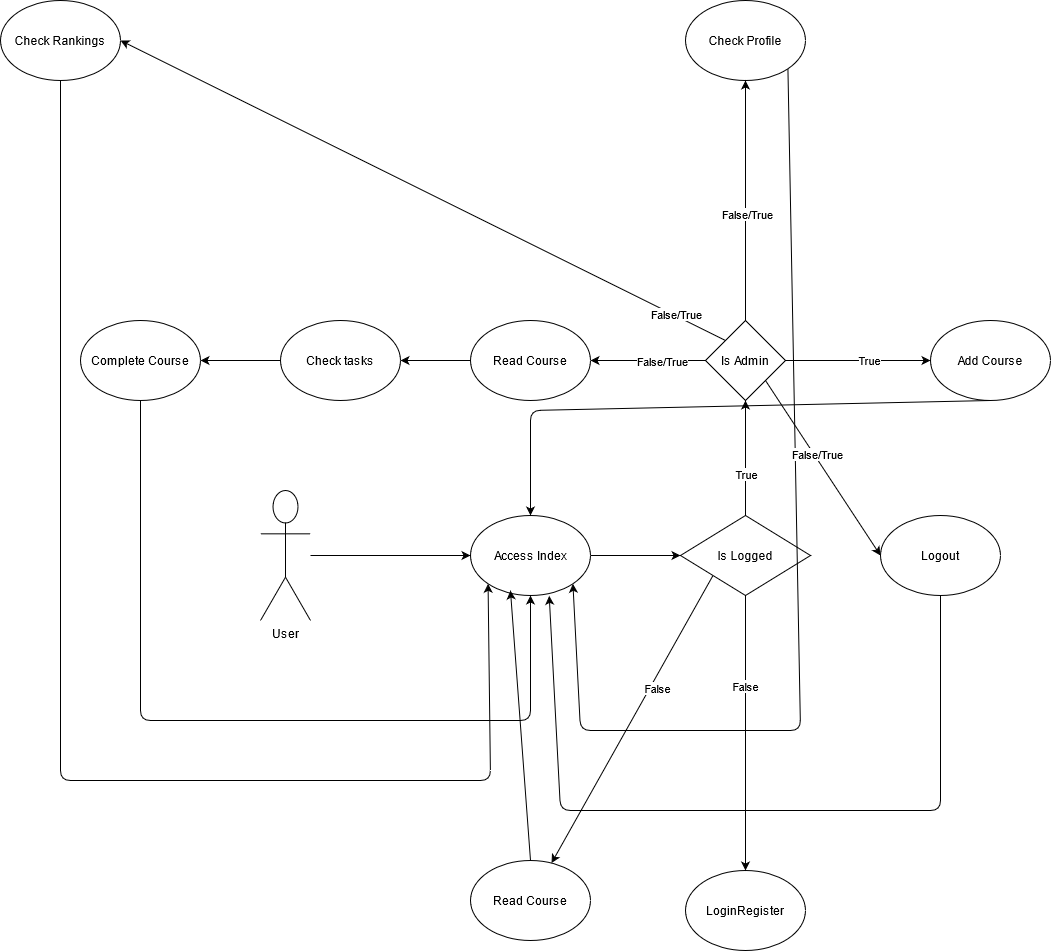 Check Rankings
Check Profile
False/True
False/True
Complete Course
Check tasks
Read Course
False/True
Is Admin
True
Add Course
False/True
True
Access Index
Is Logged
Logout
User
False
False
Read Course
LoginRegister